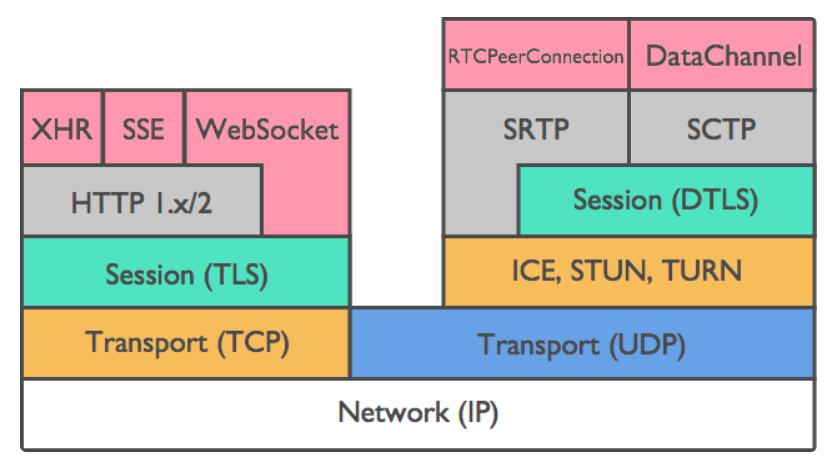 RTCPeerConnection DataChannel
XHR SSE WebSocket SRTP SCTP
HTTP 1.x/2 Session (DTLS)
Session (TLS) ICE, STUN, TURN
Transport (TCP) Transport (UDP)
Network (IP)